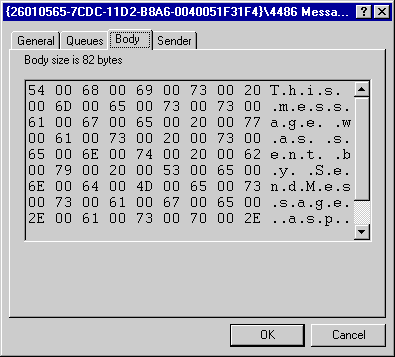 {26010565-7CDC-11D2-B8A6-0040051F31F4}\4486 Messa... ? ×
General Queues Body Sender
Body size is 82 bytes
54 00 68 00 69 00 73 00 20 T.h.i.s.
00 6D 00 65 00 73 00 73 00 .m.e.s.s.
61 00 67 00 65 00 20 00 77 a.g.e. .w
00 61 00 73 00 20 00 73 00 .a.s. .s.
65 00 6E 00 74 00 20 00 62 e.n.t. .b
00 79 00 20 00 53 00 65 00 .y. .S.e.
6E 00 64 00 4D 00 65 00 73 n.d.M.e.s
00 73 00 61 00 67 00 65 00 .s.a.g.e.
2E 00 61 00 73 00 70 00 2E ..a.s.p..
OK Cancel